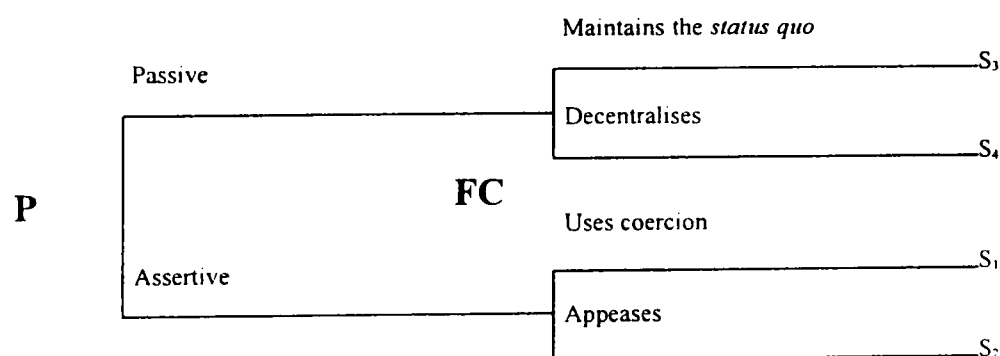 Maintains the status quo
Passive
S₃
Decentralises
S₄
P
FC
Uses coercion
Assertive
S₁
Appeases
S₂